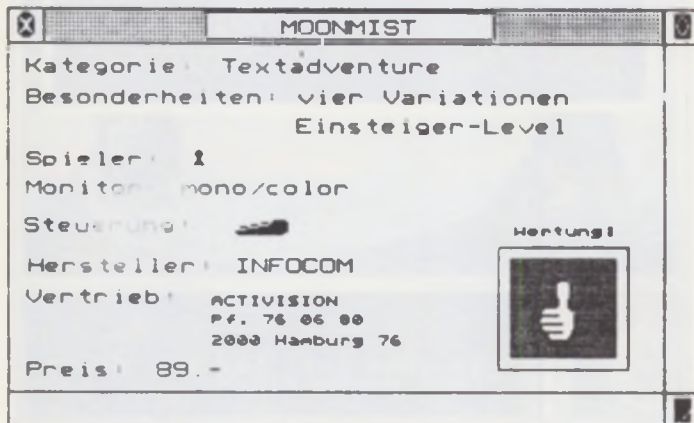 MOONMIST
Kategorie: Textadventure
Besonderheiten: vier Variationen
Einsteiger-Level
Spieler:
Monitor: mono/color
Steuerung:
Wertung:
Hersteller: INFOCOM
Vertrieb: ACTIVISION
Pf. 76 06 80
2000 Hamburg 76
Preis: 89.-